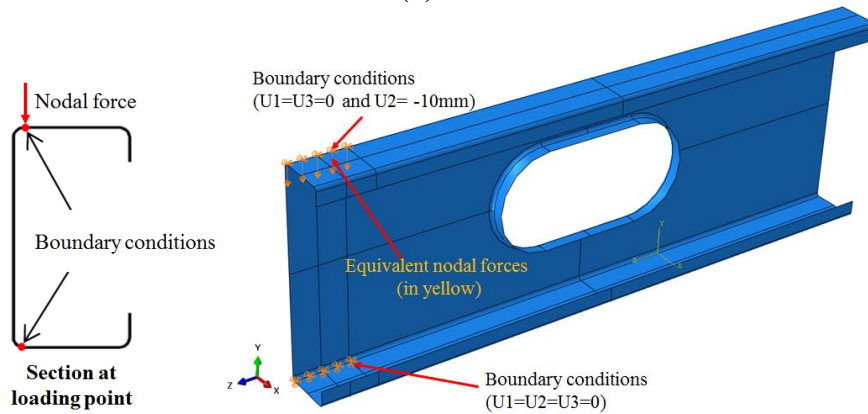 Nodal force
Boundary conditions
Section at
loading point
Boundary conditions
(U1=U3=0 and U2= -10mm)
Equivalent nodal forces
(in yellow)
Boundary conditions
(U1=U2=U3=0)
Y
Z
X
Y